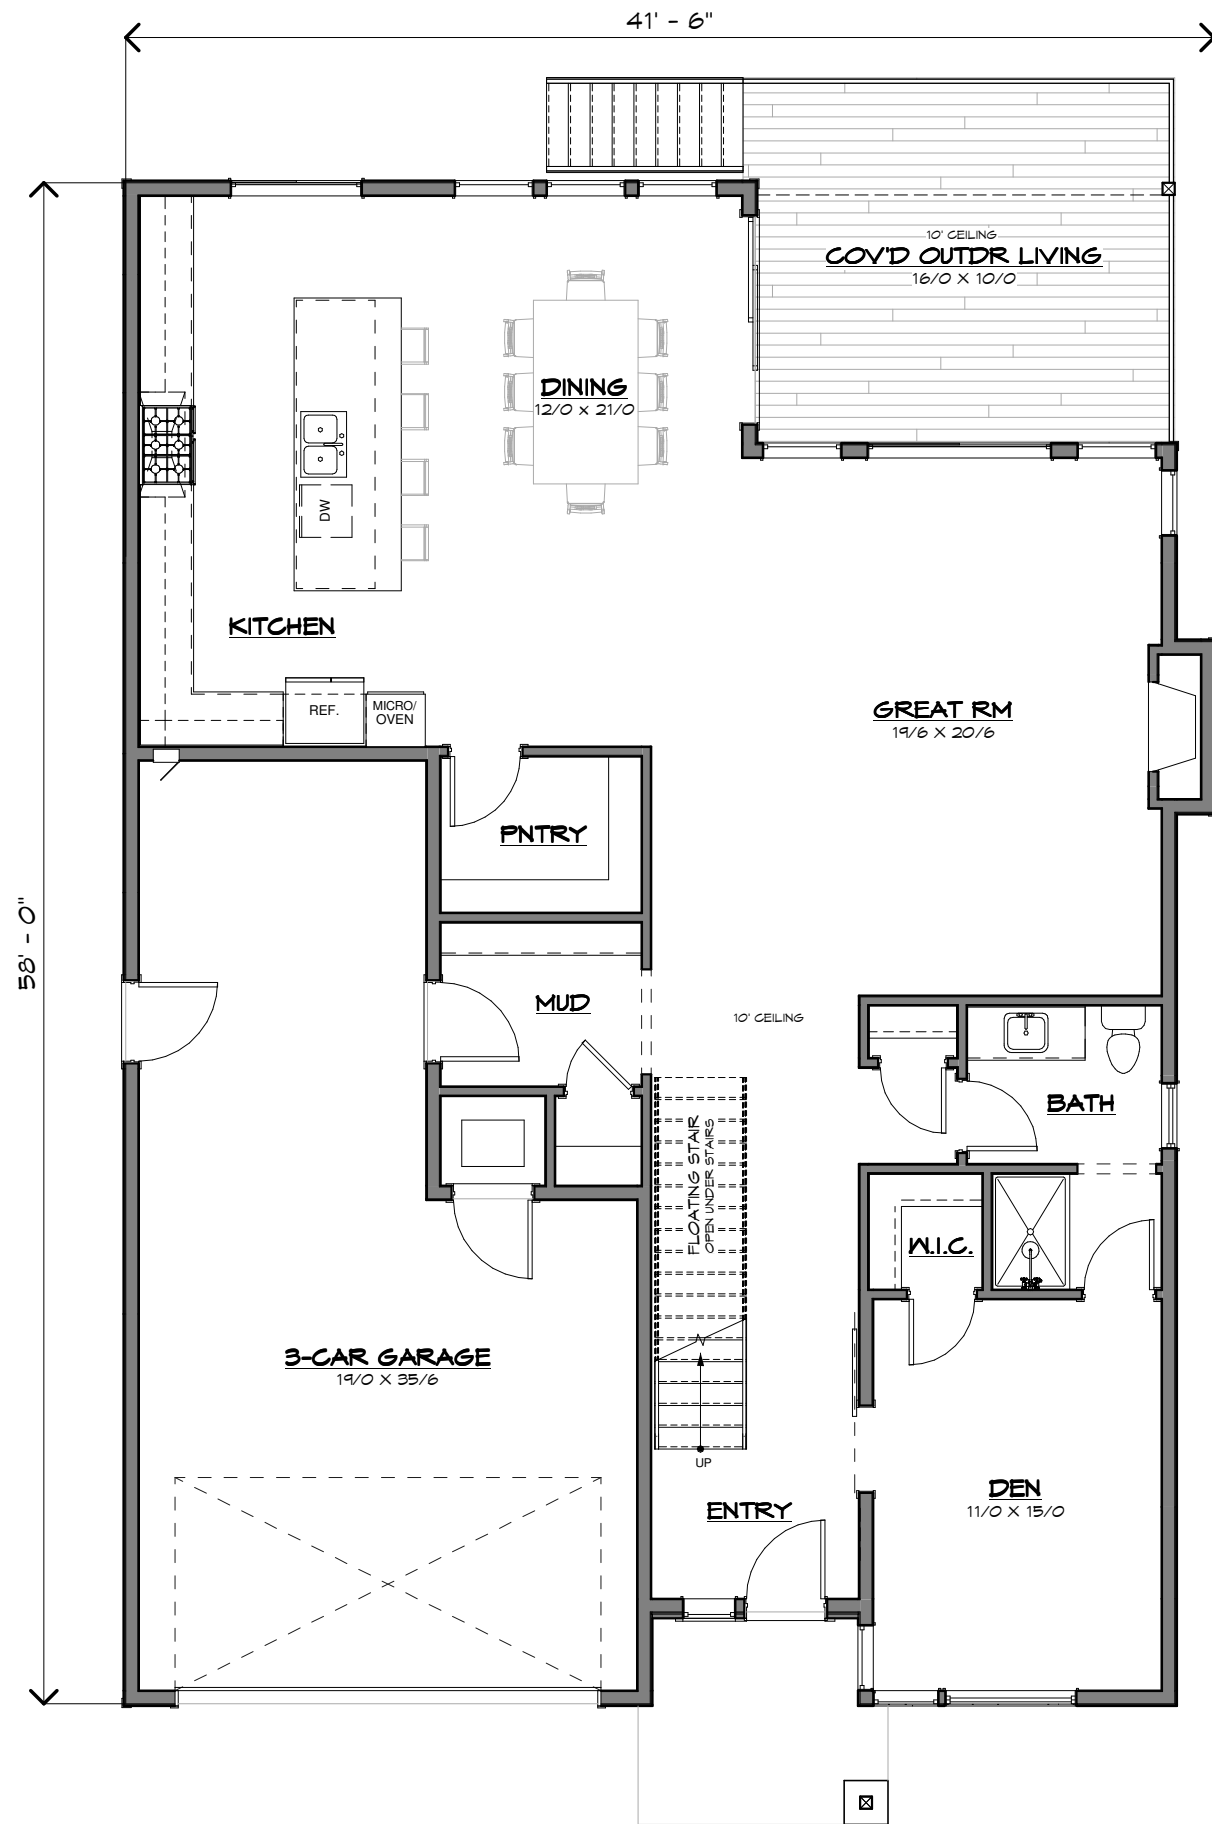 41' - 6"
10' CEILING
COV'D OUTDR LIVING
16/0 X 10/0
DINING
12/0 X 21/0
DW
KITCHEN
REF.
MICRO/
OVEN
GREAT RM
19/6 X 20/6
PNTRY
58' - 0"
MUD
10' CEILING
BATH
FLOATING STAIR
OPEN UNDER STAIRS
W.I.C.
3-CAR GARAGE
19/0 X 35/6
UP
DEN
11/0 X 15/0
ENTRY